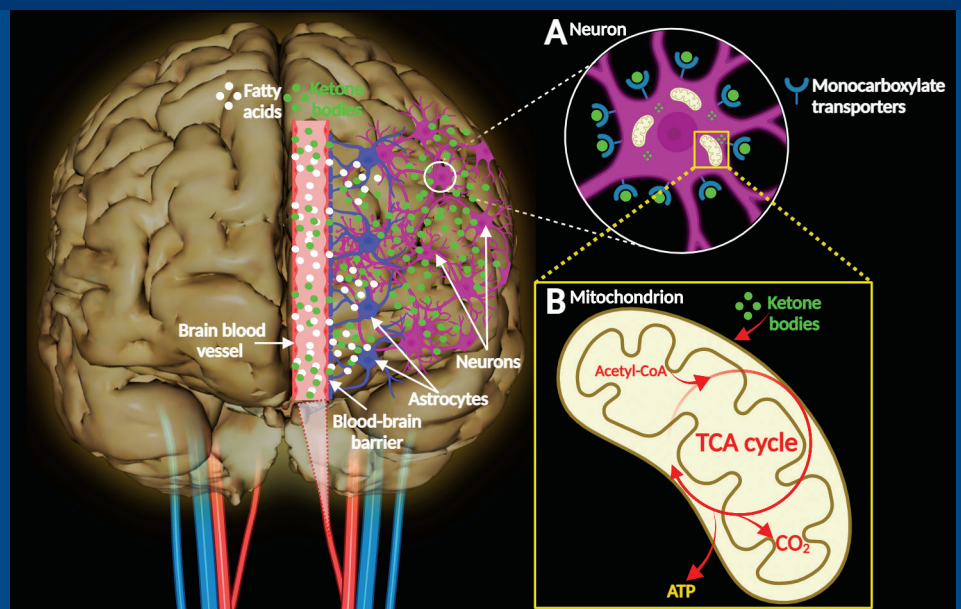 Fatty
acids
Ketone
bodies
Brain blood
vessel
Blood-brain
barrier
Astrocytes
Neurons
A Neuron
Monocarboxylate
transporters
B Mitochondrion
Ketone
bodies
Acetyl-CoA
TCA cycle
CO₂
ATP